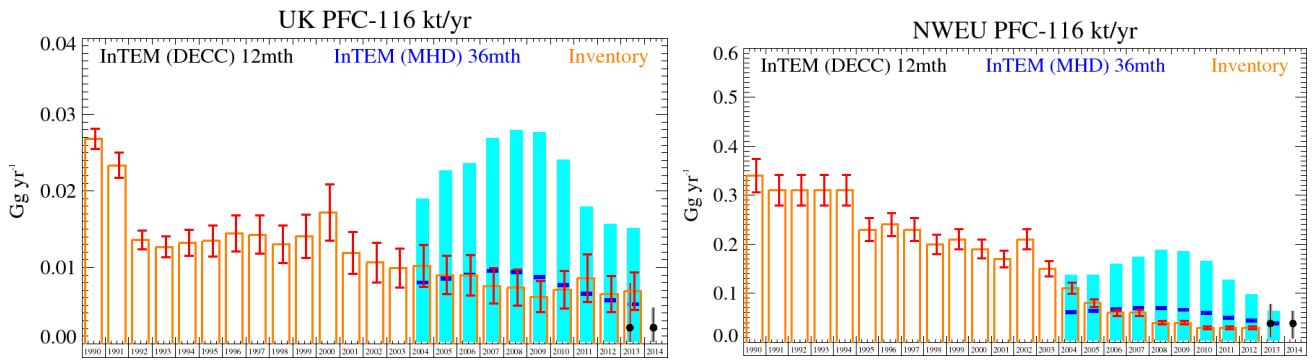 UK PFC-116 kt/yr
InTEM (DECC) 12mth InTEM (MHD) 36mth Inventory
Gg yr-1
0.04
0.03
0.02
0.01
0.00
1990 1991 1992 1993 1994 1995 1996 1997 1998 1999 2000 2001 2002 2003 2004 2005 2006 2007 2008 2009 2010 2011 2012 2013 2014
NWEU PFC-116 kt/yr
InTEM (DECC) 12mth InTEM (MHD) 36mth Inventory
Gg yr-1
0.6
0.5
0.4
0.3
0.2
0.1
0.0
1990 1991 1992 1993 1994 1995 1996 1997 1998 1999 2000 2001 2002 2003 2004 2005 2006 2007 2008 2009 2010 2011 2012 2013 2014